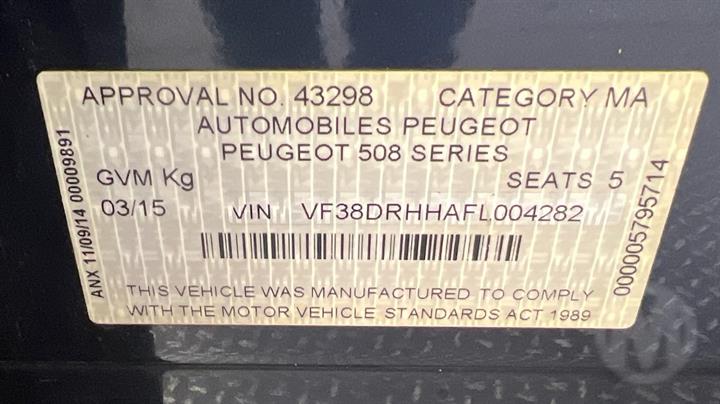 APPROVAL NO. 43298 CATEGORY MA
AUTOMOBILES PEUGEOT
PEUGEOT 508 SERIES
GVM Kg SEATS 5
03/15 VIN VF38DRHHAFL004282
THIS VEHICLE WAS MANUFACTURED TO COMPLY
WITH THE MOTOR VEHICLE STANDARDS ACT 1989
ANX 11/09/14 00009891
000005795714
M